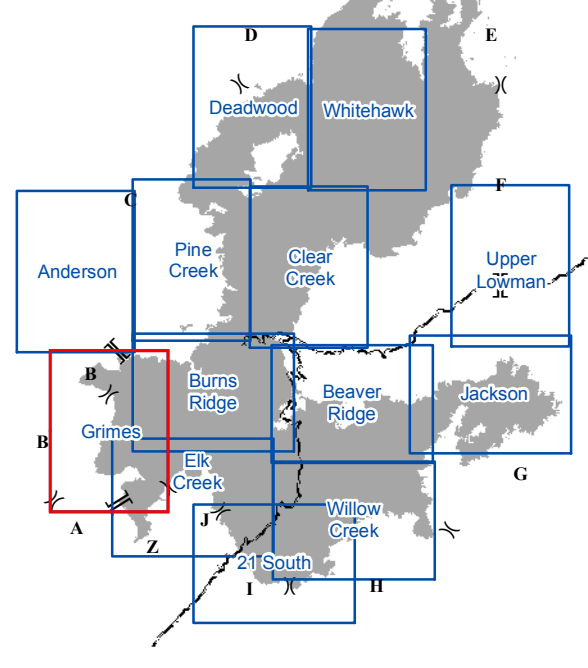 D
E
Deadwood
Whitehawk
C
F
Pine
Creek
Clear
Creek
Upper
Lowman
Anderson
B
Burns
Ridge
Beaver
Ridge
Jackson
B
Grimes
Elk
Creek
G
A
J
Willow
Creek
Z
21 South
I
H